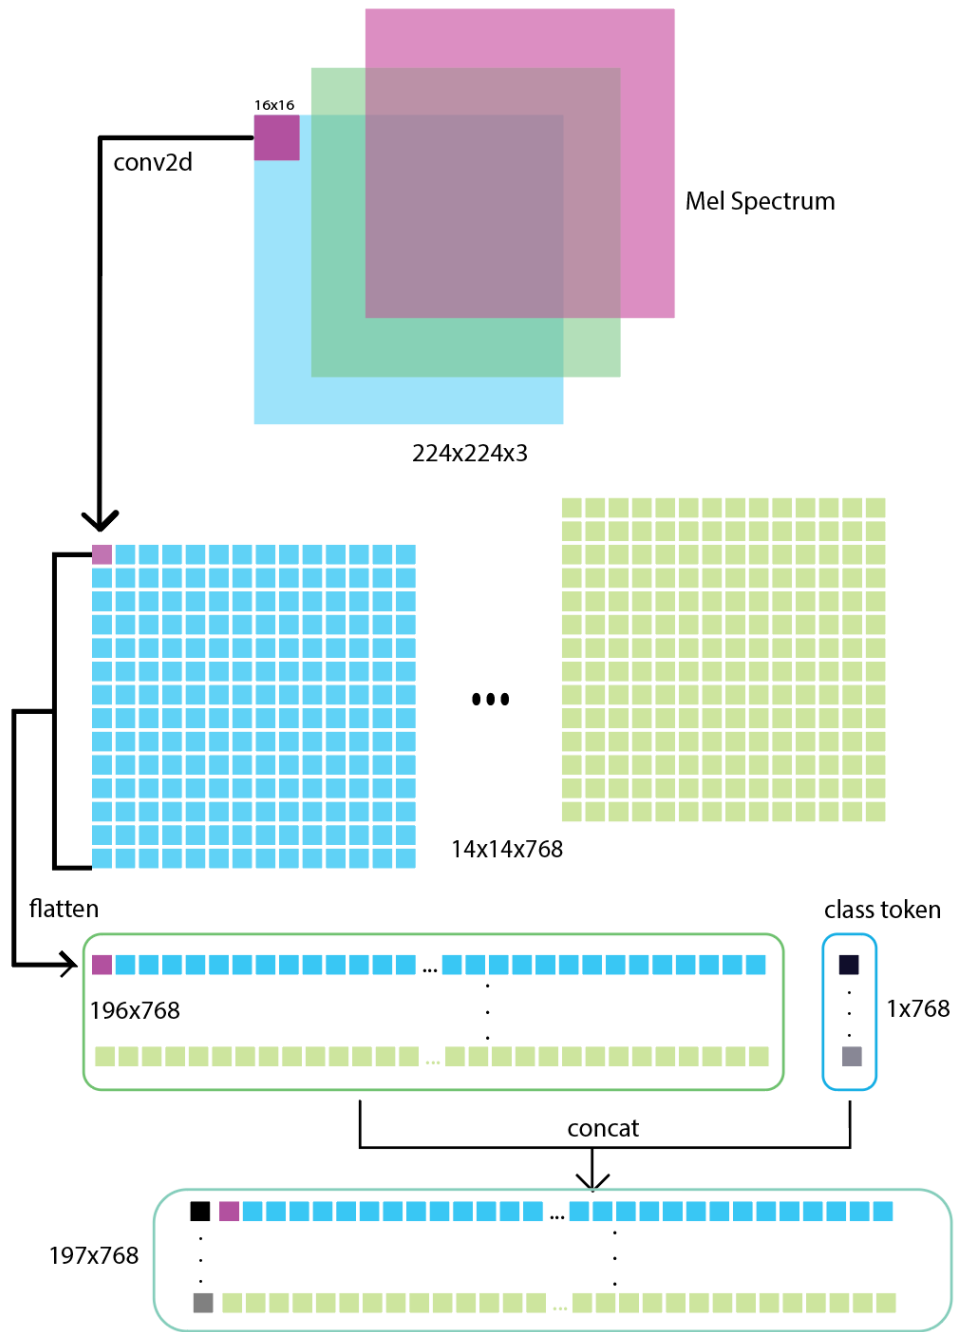 16x16
conv2d
Mel Spectrum
224x224x3
...
14x14x768
flatten
class token
...
196x768
1x768
...
concat
...
197x768
...